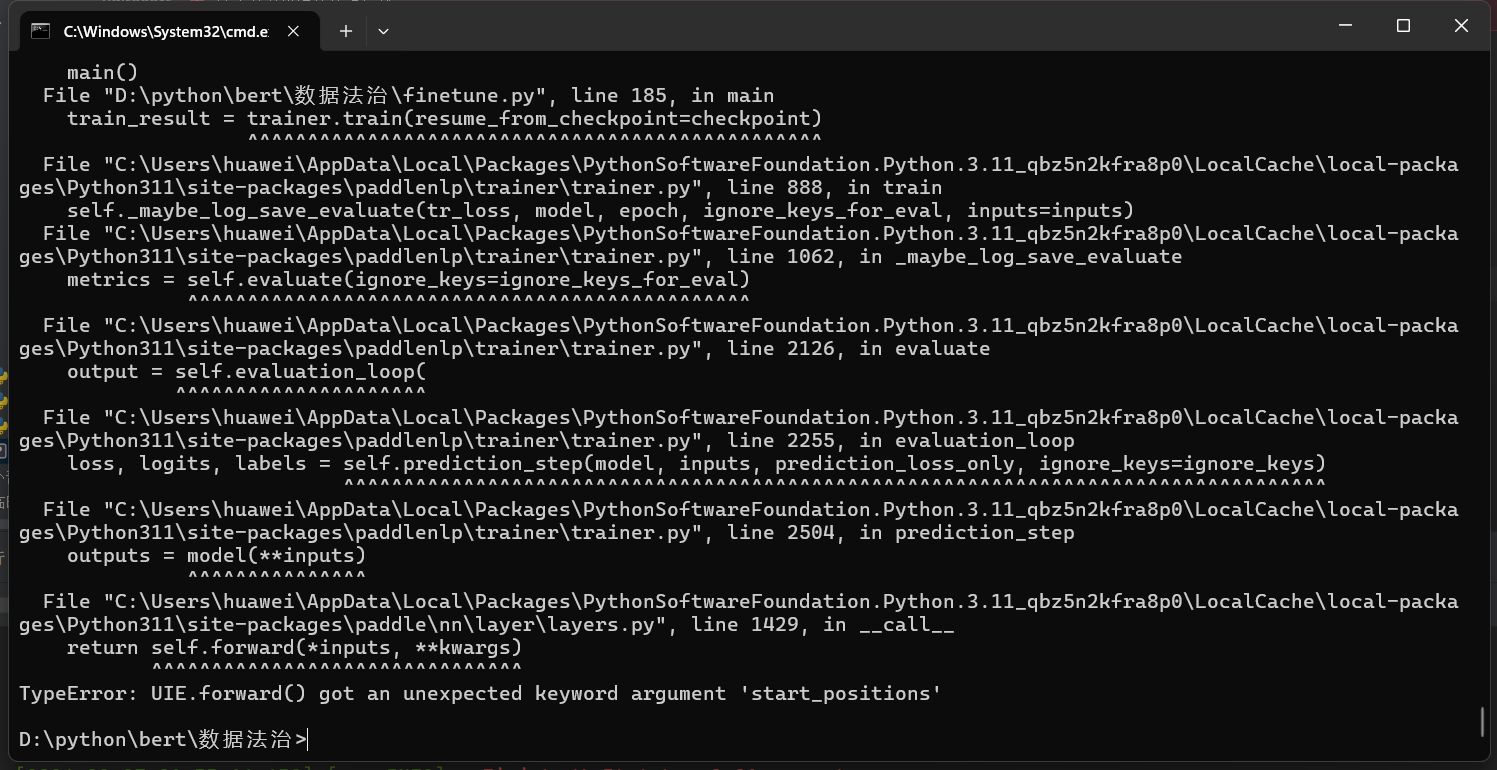 C:\Windows\System32\cmd.e
main()
File "D:\python\bert\数据法治\finetune.py", line 185, in main
train_result = trainer.train(resume_from_checkpoint=checkpoint)
^^^^^^^^^^^^^^^^^^^^^^^^^^^^^^^^^^^^^^^^^^^^^^^^
File "C:\Users\huawei\AppData\Local\Packages\PythonSoftwareFoundation.Python.3.11_qbz5n2kfra8p0\LocalCache\local-packa
ges\Python311\site-packages\paddlenlp\trainer\trainer.py", line 888, in train
self._maybe_log_save_evaluate(tr_loss, model, epoch, ignore_keys_for_eval, inputs=inputs)
File "C:\Users\huawei\AppData\Local\Packages\PythonSoftwareFoundation.Python.3.11_qbz5n2kfra8p0\LocalCache\local-packa
ges\Python311\site-packages\paddlenlp\trainer\trainer.py", line 1062, in _maybe_log_save_evaluate
metrics = self.evaluate(ignore_keys=ignore_keys_for_eval)
^^^^^^^^^^^^^^^^^^^^^^^^^^^^^^^^^^^^^^^^^^^^^^^
File "C:\Users\huawei\AppData\Local\Packages\PythonSoftwareFoundation.Python.3.11_qbz5n2kfra8p0\LocalCache\local-packa
ges\Python311\site-packages\paddlenlp\trainer\trainer.py", line 2126, in evaluate
output = self.evaluation_loop(
^^^^^^^^^^^^^^^^^^^^^
File "C:\Users\huawei\AppData\Local\Packages\PythonSoftwareFoundation.Python.3.11_qbz5n2kfra8p0\LocalCache\local-packa
ges\Python311\site-packages\paddlenlp\trainer\trainer.py", line 2255, in evaluation_loop
loss, logits, labels = self.prediction_step(model, inputs, prediction_loss_only, ignore_keys=ignore_keys)
^^^^^^^^^^^^^^^^^^^^^^^^^^^^^^^^^^^^^^^^^^^^^^^^^^^^^^^^^^^^^^^^^^^^^^^^^^^^^^^^^^
File "C:\Users\huawei\AppData\Local\Packages\PythonSoftwareFoundation.Python.3.11_qbz5n2kfra8p0\LocalCache\local-packa
ges\Python311\site-packages\paddlenlp\trainer\trainer.py", line 2504, in prediction_step
outputs = model(**inputs)
^^^^^^^^^^^^^^^
File "C:\Users\huawei\AppData\Local\Packages\PythonSoftwareFoundation.Python.3.11_qbz5n2kfra8p0\LocalCache\local-packa
ges\Python311\site-packages\paddle\nn\layer\layers.py", line 1429, in __call__
return self.forward(*inputs, **kwargs)
^^^^^^^^^^^^^^^^^^^^^^^^^^^^^^^
TypeError: UIE.forward() got an unexpected keyword argument 'start_positions'
D:\python\bert\数据法治>